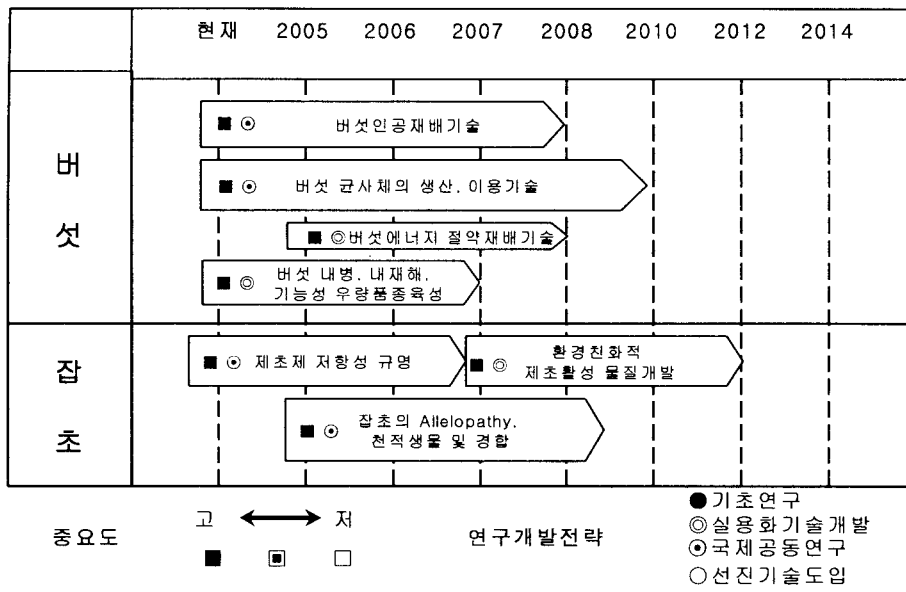 현재 2005 2006 2007 2008 2010 2012 2014
버섯
버섯인공재배기술
버섯 균사체의 생산, 이용기술
버섯에너지 절약재배기술
버섯 내병, 내재해,
기능성 우량품종육성
잡초
제초제 저항성 규명
환경친화적
제초활성 물질개발
잡초의 Allelopathy,
천적생물 및 경합
중요도
고 저
연구개발전략
기초연구
실용화기술개발
국제공동연구
선진기술도입